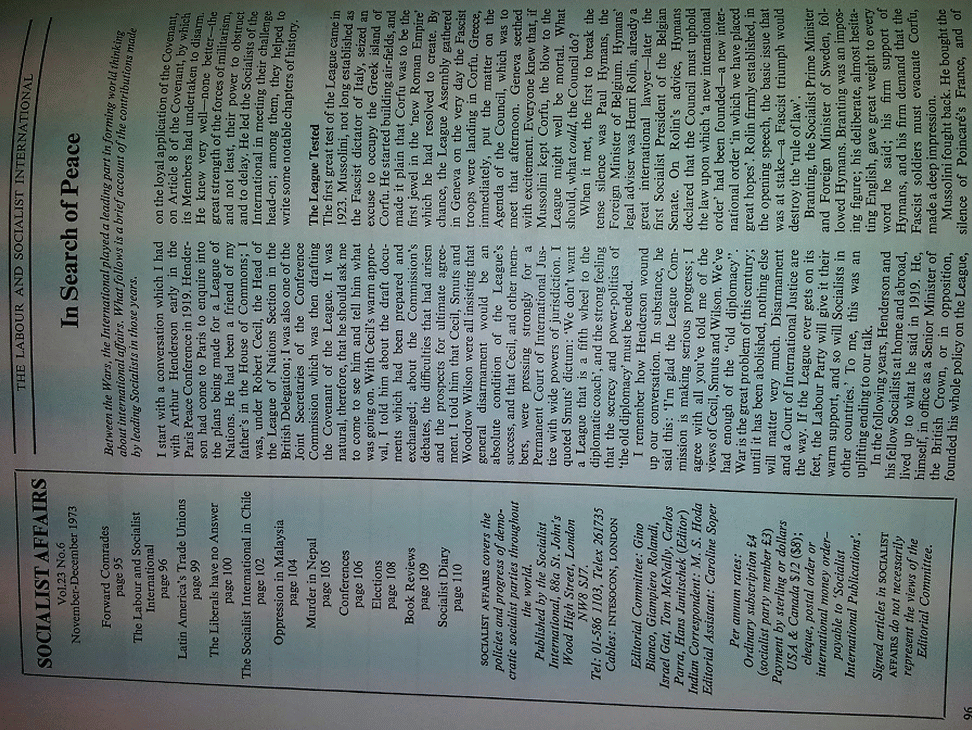 SOCIALIST AFFAIRS
Vol.23 No.6
November-December 1973
Forward Comrades
page 95
The Labour and Socialist
International
page 96
Latin America's Trade Unions
page 99
The Liberals have no Answer
page 100
The Socialist International in Chile
page 102
Oppression in Malaysia
page 104
Murder in Nepal
page 105
Conferences
page 106
Elections
page 108
Book Reviews
page 109
Socialist Diary
page 110
SOCIALIST AFFAIRS covers the
policies and progress of demo-
cratic socialist parties throughout
the world.
Published by the Socialist
International, 88a St. John's
Wood High Street, London
NW8 7SJ.
Tel: 01-586 1103, Telex 261735
Cables: INTESOCON, LONDON
Editorial Committee: Gino
Bianco, Giampiero Rolandi,
Israel Gat, Tom McNally, Carlos
Parra, Hans Janitschek (Editor)
Indian Correspondent: M. S. Hoda
Editorial Assistant: Caroline Soper
Per annum rates:
Ordinary subscription £4
(socialist party member £3)
Payment by sterling or dollars
USA & Canada $12 ($9);
cheque, postal order or
international money order—
payable to 'Socialist
International Publications'.
Signed articles in SOCIALIST
AFFAIRS do not necessarily
represent the views of the
Editorial Committee.
96
THE LABOUR AND SOCIALIST INTERNATIONAL
In Search of Peace
Between the Wars, the International played a leading part in forming world thinking
about international affairs. What follows is a brief account of the contributions made
by leading Socialists in those years.
I start with a conversation which I had
with Arthur Henderson early in the
Paris Peace Conference in 1919. Hender-
son had come to Paris to enquire into
the plans being made for a League of
Nations. He had been a friend of my
father's in the House of Commons; I
was, under Robert Cecil, the Head of
the League of Nations Section in the
British Delegation; I was also one of the
Joint Secretaries of the Conference
Commission which was then drafting
the Covenant of the League. It was
natural, therefore, that he should ask me
to come to see him and tell him what
was going on. With Cecil's warm appro-
val, I told him about the draft docu-
ments which had been prepared and
exchanged; about the Commission's
debates, the difficulties that had arisen
and the prospects for ultimate agree-
ment. I told him that Cecil, Smuts and
Woodrow Wilson were all insisting that
general disarmament would be an
absolute condition of the League's
success, and that Cecil, and other mem-
bers, were pressing strongly for a
Permanent Court of International Jus-
tice with wide powers of jurisdiction. I
quoted Smuts' dictum: 'We don't want
a League that is a fifth wheel to the
diplomatic coach', and the strong feeling
that the secrecy and power-politics of
'the old diplomacy' must be ended.
I remember how Henderson wound
up our conversation. In substance, he
said this: 'I'm glad the League Com-
mission is making serious progress; I
agree with all you've told me of the
views of Cecil, Smuts and Wilson. We've
had enough of the "old diplomacy".
War is the great problem of this century;
until it has been abolished, nothing else
will matter very much. Disarmament
and a Court of International Justice are
the way. If the League ever gets on its
feet, the Labour Party will give it their
warm support, and so will Socialists in
other countries.' To me, this was an
uplifting ending to our talk.
In the following years, Henderson and
his fellow Socialists at home and abroad,
lived up to what he said in 1919. He,
himself, in office as a Senior Minister of
the British Crown, or in opposition,
founded his whole policy on the League,
on the loyal application of the Covenant,
on Article 8 of the Covenant, by which
its Members had undertaken to disarm.
He knew very well—none better—the
great strength of the forces of militarism,
and not least, their power to obstruct
and to delay. He led the Socialists of the
International in meeting their challenge
head-on; among them, they helped to
write some notable chapters of history.
The League Tested
The first great test of the League came in
1923. Mussolini, not long established as
the Fascist dictator of Italy, seized an
excuse to occupy the Greek island of
Corfu. He started building air-fields, and
made it plain that Corfu was to be the
first jewel in the 'new Roman Empire'
which he had resolved to create. By
chance, the League Assembly gathered
in Geneva on the very day the Fascist
troops were landing in Corfu. Greece,
immediately, put the matter on the
Agenda of the Council, which was to
meet that afternoon. Geneva seethed
with excitement. Everyone knew that, if
Mussolini kept Corfu, the blow to the
League might well be mortal. What
should, what could, the Council do?
When it met, the first to break the
tense silence was Paul Hymans, the
Foreign Minister of Belgium. Hymans'
legal adviser was Henri Rolin, already a
great international lawyer—later the
first Socialist President of the Belgian
Senate. On Rolin's advice, Hymans
declared that the Council must uphold
the law upon which 'a new international
order' had been founded—a new inter-
national order 'in which we have placed
great hopes'. Rolin firmly established in
the opening speech, the basic issue that
was at stake—a Fascist triumph would
destroy the 'rule of law'.
Branting, the Socialist Prime Minister
and Foreign Minister of Sweden, fol-
lowed Hymans. Branting was an impos-
ing figure; his deliberate, almost hesita-
ting English, gave great weight to every
word he said; his firm support of
Hymans, and his firm demand that the
Fascist soldiers must evacuate Corfu,
made a deep impression.
Mussolini fought back. He bought the
silence of Poincaré's France, and of